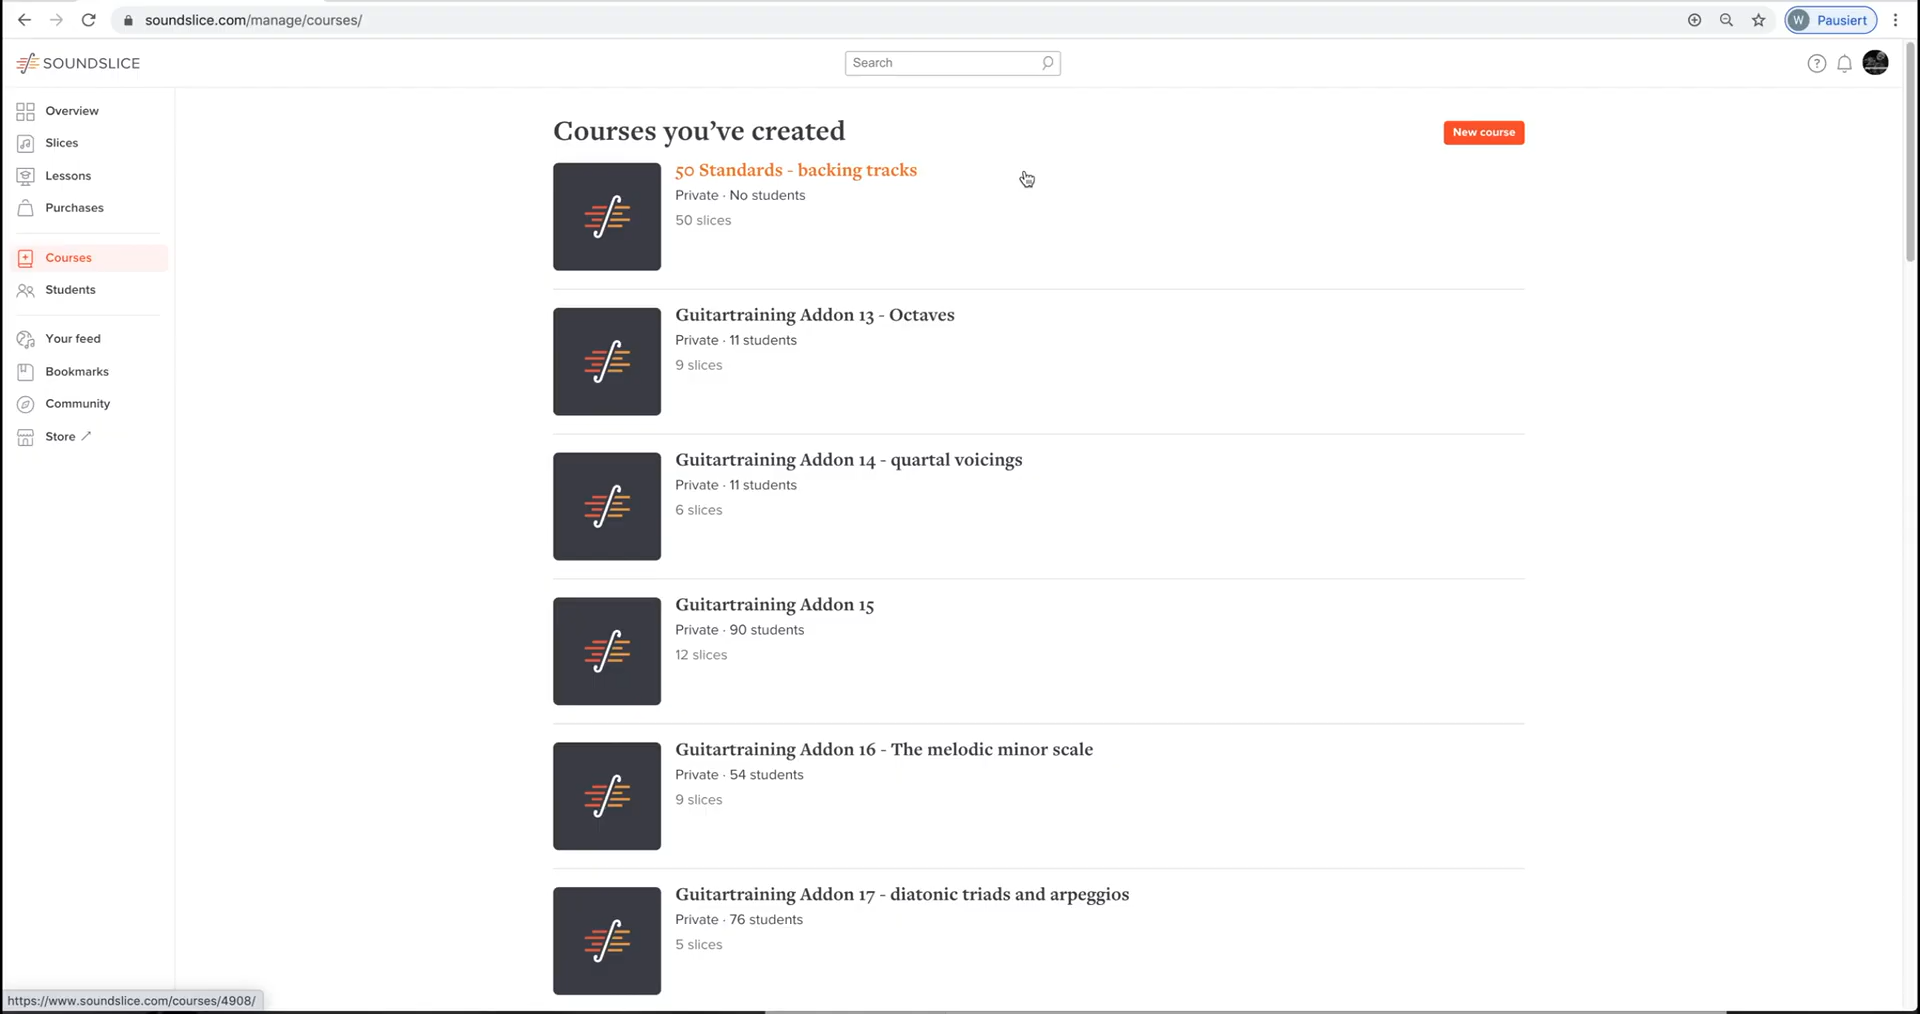 soundslice.com/manage/courses/
W Pausiert
SOUNDSLICE
Search
?
Overview
Slices
Lessons
Purchases
Courses
Students
Your feed
Bookmarks
Community
Store
Courses you’ve created
New course
50 Standards - backing tracks
Private · No students
50 slices
Guitartraining Addon 13 - Octaves
Private · 11 students
9 slices
Guitartraining Addon 14 - quartal voicings
Private · 11 students
6 slices
Guitartraining Addon 15
Private · 90 students
12 slices
Guitartraining Addon 16 - The melodic minor scale
Private · 54 students
9 slices
Guitartraining Addon 17 - diatonic triads and arpeggios
Private · 76 students
5 slices
https://www.soundslice.com/courses/4908/